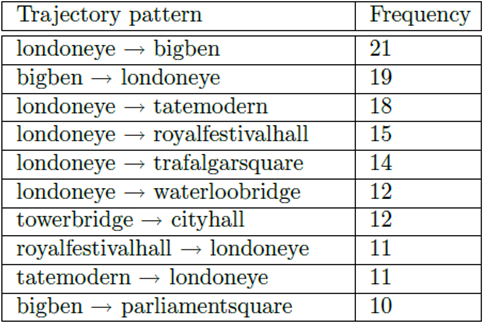 Trajectory pattern Frequency
londoneye → bigben 21
bigben → londoneye 19
londoneye → tatemodern 18
londoneye → royalfestivalhall 15
londoneye → trafalgarsquare 14
londoneye → waterloobridge 12
towerbridge → cityhall 12
royalfestivalhall → londoneye 11
tatemodern → londoneye 11
bigben → parliamentsquare 10